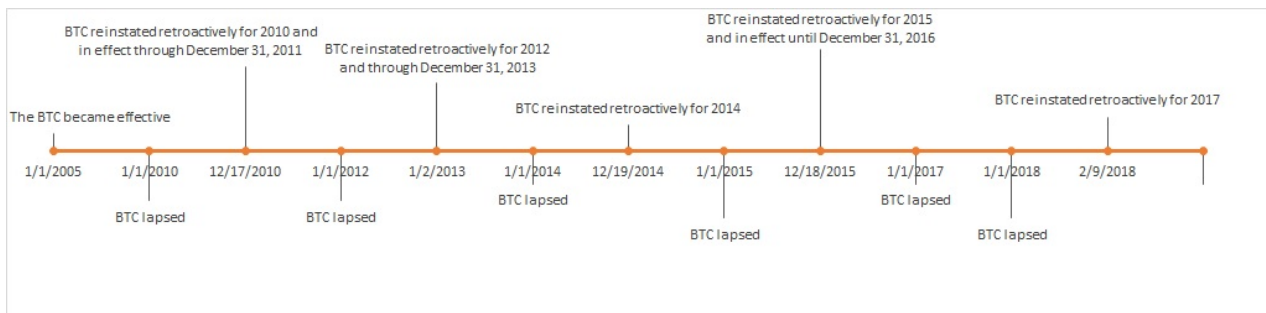 BTC reinstated retroactively for 2010 and
in effect through December 31, 2011
BTC reinstated retroactively for 2012
and through December 31, 2013
BTC reinstated retroactively for 2015
and in effect until December 31, 2016
The BTC became effective
BTC reinstated retroactively for 2014
BTC reinstated retroactively for 2017
1/1/2005 1/1/2010 12/17/2010 1/1/2012 1/2/2013 1/1/2014 12/19/2014 1/1/2015 12/18/2015 1/1/2017 1/1/2018 2/9/2018
BTC lapsed
BTC lapsed
BTC lapsed
BTC lapsed
BTC lapsed
BTC lapsed